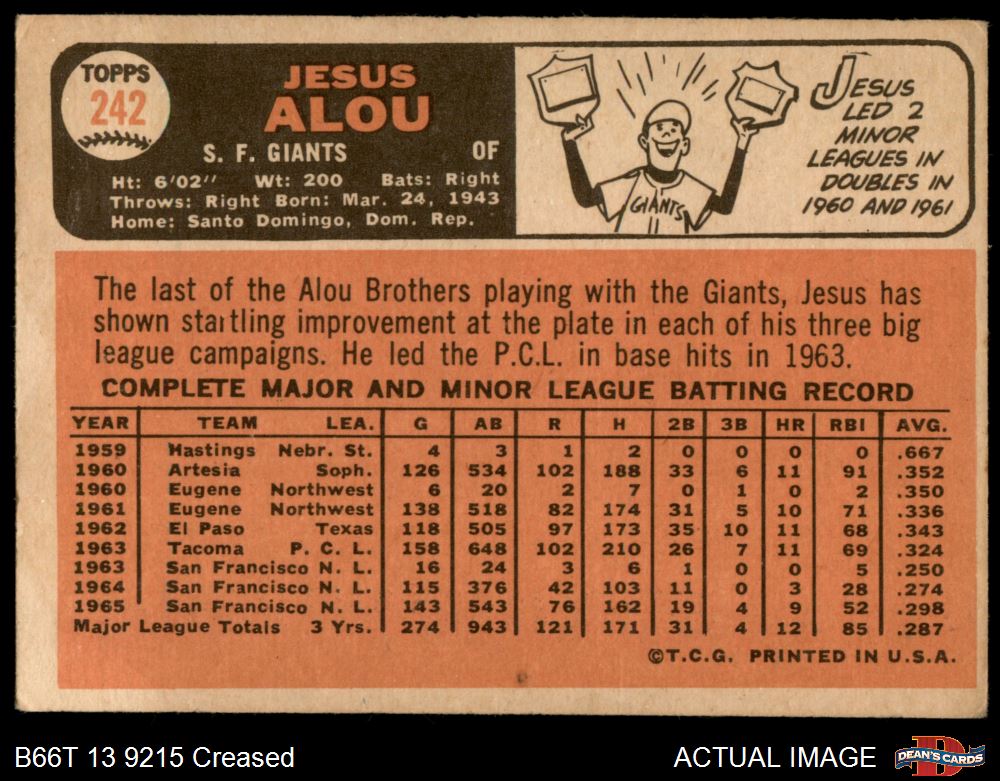 TOPPS
242
JESUS
ALOU
S. F. GIANTS OF
Ht: 6'02" Wt: 200 Bats: Right
Throws: Right Born: Mar. 24, 1943
Home: Santo Domingo, Dom. Rep.
GIANTS
JESUS
LED 2
MINOR
LEAGUES IN
DOUBLES IN
1960 AND 1961
The last of the Alou Brothers playing with the Giants, Jesus has
shown startling improvement at the plate in each of his three big
league campaigns. He led the P.C.L. in base hits in 1963.
COMPLETE MAJOR AND MINOR LEAGUE BATTING RECORD
YEAR TEAM LEA. G AB R H 2B 3B HR RBI AVG.
1959 Hastings Nebr. St. 4 3 1 2 0 0 0 0 .667
1960 Artesia Soph. 126 534 102 188 33 6 11 91 .352
1960 Eugene Northwest 6 20 2 7 0 1 0 2 .350
1961 Eugene Northwest 138 518 82 174 31 5 10 71 .336
1962 El Paso Texas 118 505 97 173 35 10 11 68 .343
1963 Tacoma P. C. L. 158 648 102 210 26 7 11 69 .324
1963 San Francisco N. L. 16 24 3 6 1 0 0 5 .250
1964 San Francisco N. L. 115 376 42 103 11 0 3 28 .274
1965 San Francisco N. L. 143 543 76 162 19 4 9 52 .298
Major League Totals 3 Yrs. 274 943 121 171 31 4 12 85 .287
©T.C.G. PRINTED IN U.S.A.
B66T 13 9215 Creased
ACTUAL IMAGE
DEAN'S CARDS